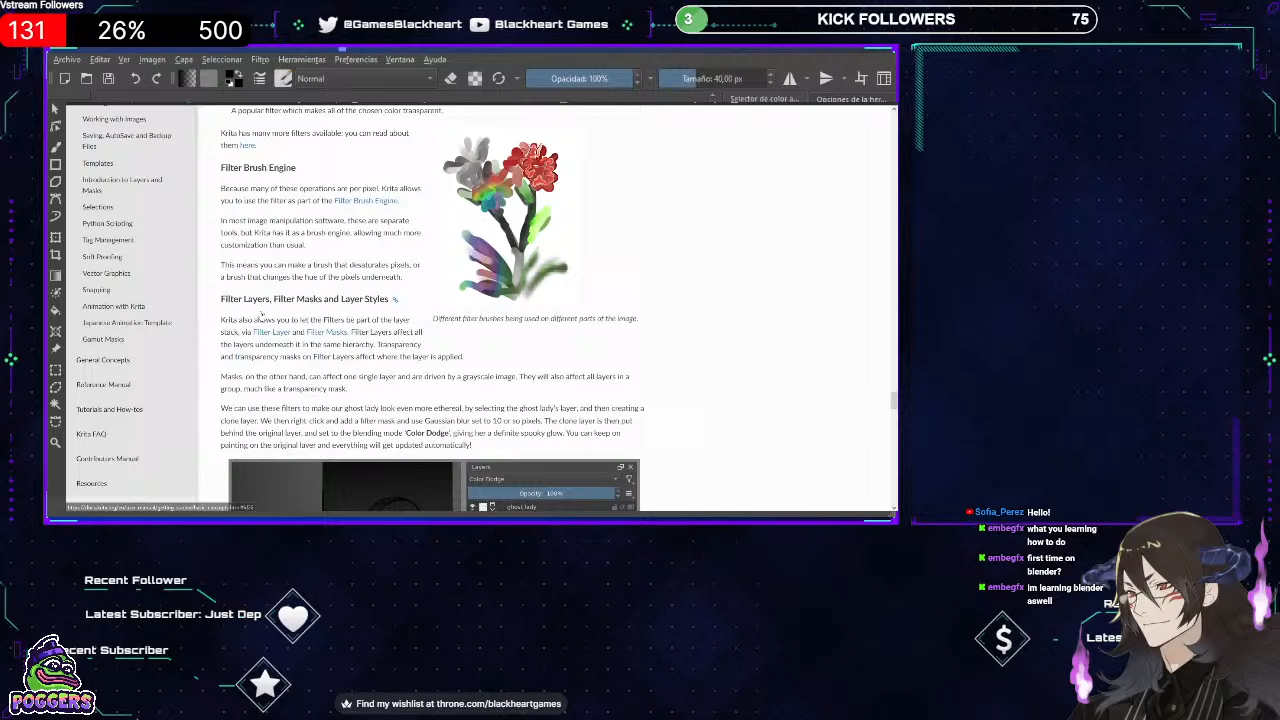 Vstream Followers
131 26% 500
@GamesBlackheart Blackheart Games
3 KICK FOLLOWERS 75
Archivo Editar Ver Imagen Capa Seleccionar Filtro Herramientas Preferencias Ventana Ayuda
Normal Opacidad: 100% Tamaño: 40,00 px
Selector de color a... Opciones de la her...
Working with Images
Saving, AutoSave and Backup
Files
Templates
Introduction to Layers and
Masks
Selections
Python Scripting
Tag Management
Soft Proofing
Vector Graphics
Snapping
Animation with Krita
Japanese Animation Template
Gamut Masks
General Concepts
Reference Manual
Tutorials and How-tos
Krita FAQ
Contributors Manual
Resources
A popular filter which makes all of the chosen color transparent.
Krita has many more filters available: you can read about
them here.
Filter Brush Engine
Because many of these operations are per pixel, Krita allows
you to use the filter as part of the Filter Brush Engine.
In most image manipulation software, these are separate
tools, but Krita has it as a brush engine, allowing much more
customization than usual.
This means you can make a brush that desaturates pixels, or
a brush that changes the hue of the pixels underneath.
Filter Layers, Filter Masks and Layer Styles
Different filter brushes being used on different parts of the image.
Krita also allows you to let the Filters be part of the layer
stack, via Filter Layer and Filter Masks. Filter Layers affect all
the layers underneath it in the same hierarchy. Transparency
and transparency masks on Filter Layers affect where the layer is applied.
Masks, on the other hand, can affect one single layer and are driven by a grayscale image. They will also affect all layers in a
group, much like a transparency mask.
We can use these filters to make our ghost lady look even more ethereal, by selecting the ghost lady's layer, and then creating a
clone layer. We then right click and add a filter mask and use Gaussian blur set to 10 or so pixels. The clone layer is then put
behind the original layer, and set to the blending mode 'Color Dodge', giving her a definite spooky glow. You can keep on
painting on the original layer and everything will get updated automatically!
Layers
Color Dodge
Opacity: 100%
ghost lady
Sofia_Perez Hello!
embegfx what you learning
how to do
embegfx first time on
blender?
embegfx im learning blender
aswell
Recent Follower
Latest Subscriber: Just Dep
cent Subscriber
POGGERS
$
Lates
Find my wishlist at throne.com/blackheartgames